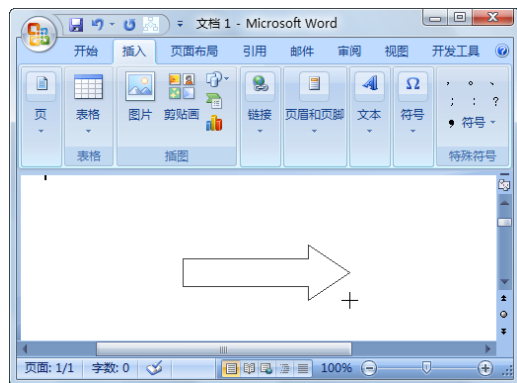 文档 1 - Microsoft Word
开始 插入 页面布局 引用 邮件 审阅 视图 开发工具
页 表格 图片 剪贴画 链接 页眉和页脚 文本 符号 符号
表格 插图 特殊符号
页面: 1/1 字数: 0 100%